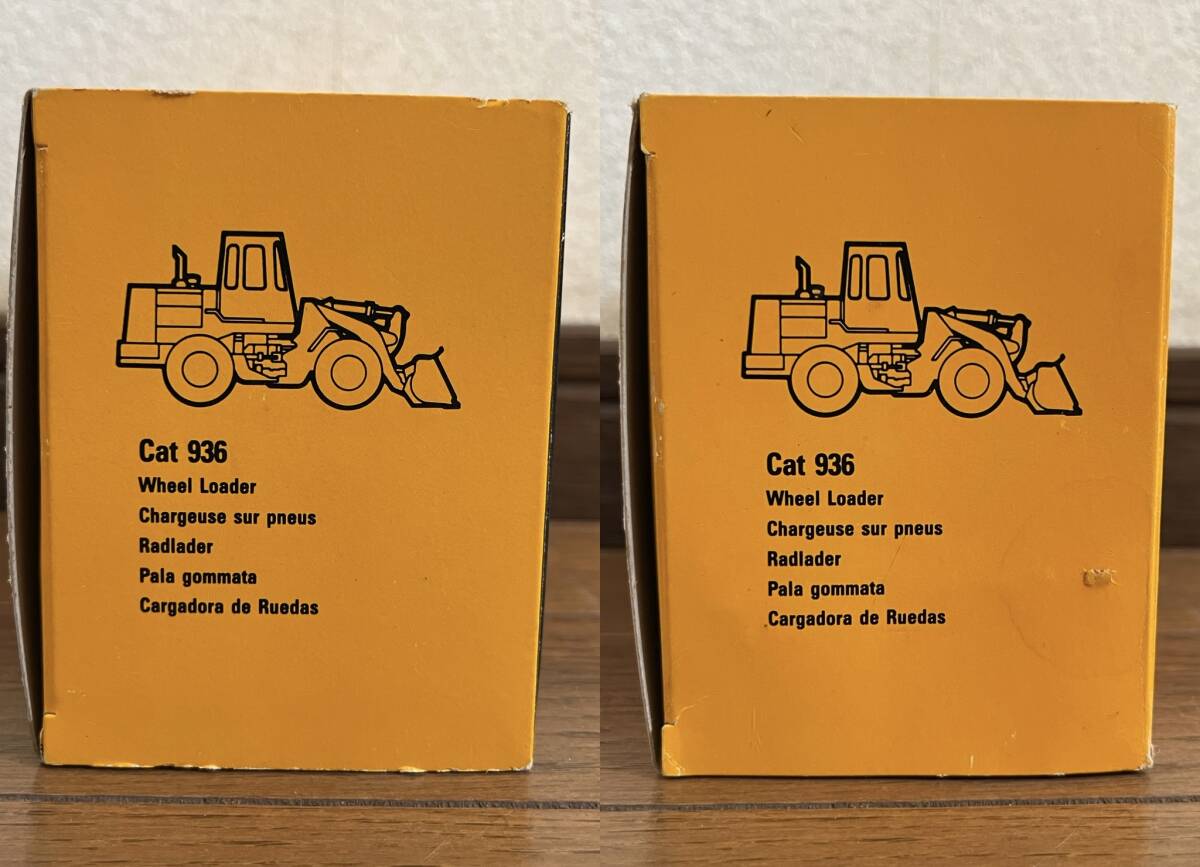 Cat 936
Wheel Loader
Chargeuse sur pneus
Radlader
Pala gommata
Cargadora de Ruedas
Cat 936
Wheel Loader
Chargeuse sur pneus
Radlader
Pala gommata
Cargadora de Ruedas